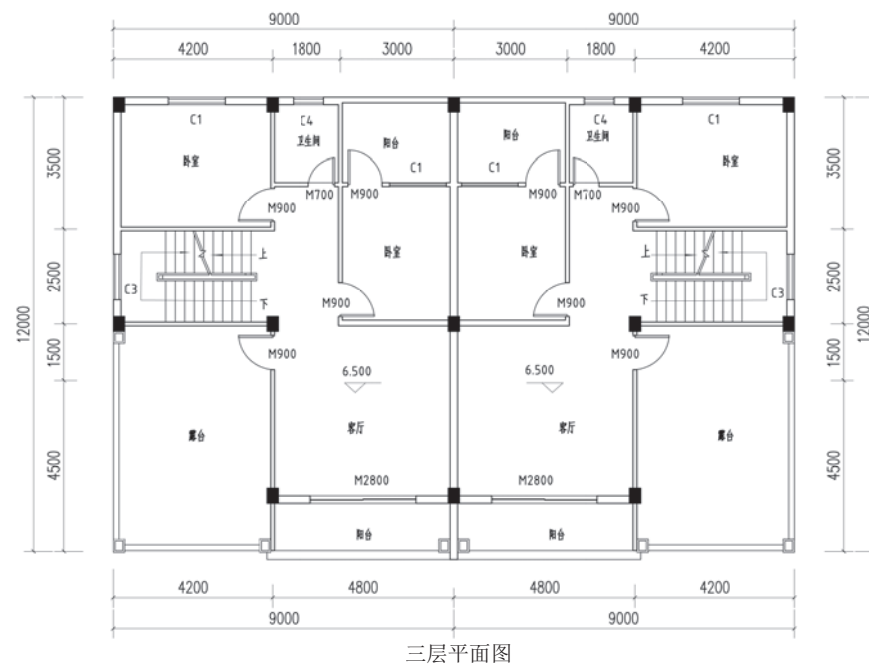 9000 9000
4200 1800 3000 3000 1800 4200
C1 C4 C4 C1
卫生间 阳台 阳台 卫生间
卧室 C1 C1 卧室
3500 3500
M700 M900 M900 M700
M900 M900
上 卧室 卧室 上
2500 2500
C3 下 下 C3
M900 M900
12000 12000
1500 1500
M900 M900
6.500 6.500
露台 客厅 客厅 露台
4500 4500
M2800 M2800
阳台 阳台
4200 4800 4800 4200
9000 9000
三层平面图